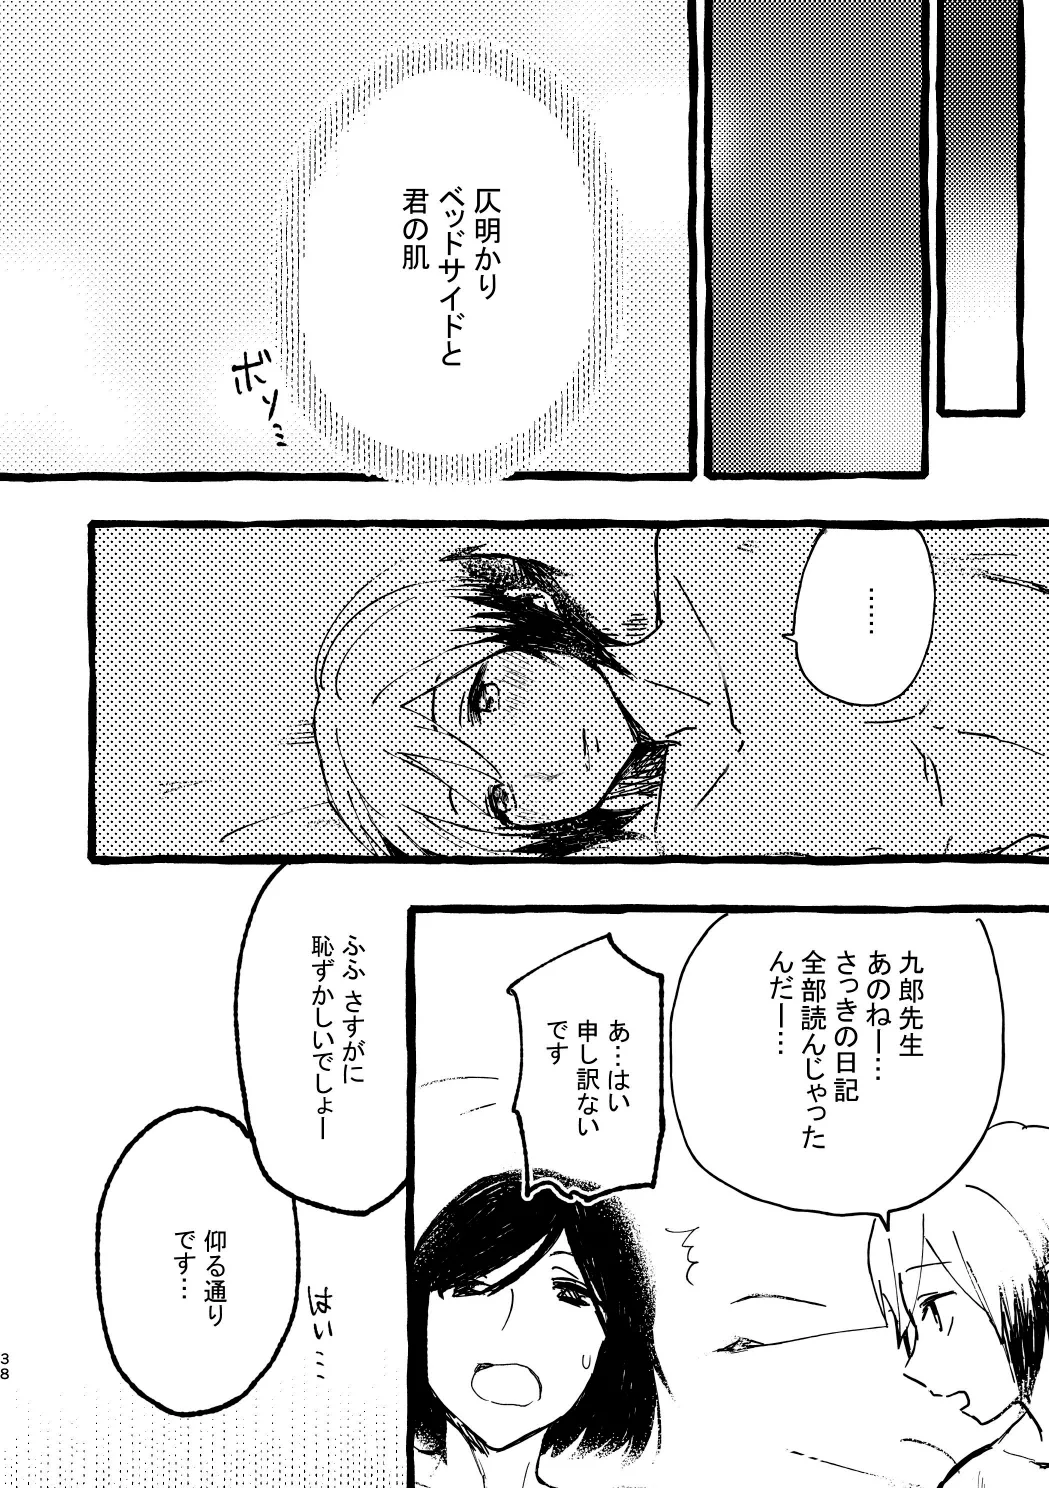 仄明かり
ベッドサイドと
君の肌
ボソ…
……
九郎先生
あのねー…
さっきの日記
全部読んじゃった
んだー…
あ…はい
申し訳ない
です
ふふ さすがに
恥ずかしいでしょー
仰る通り
です…
はい…
38